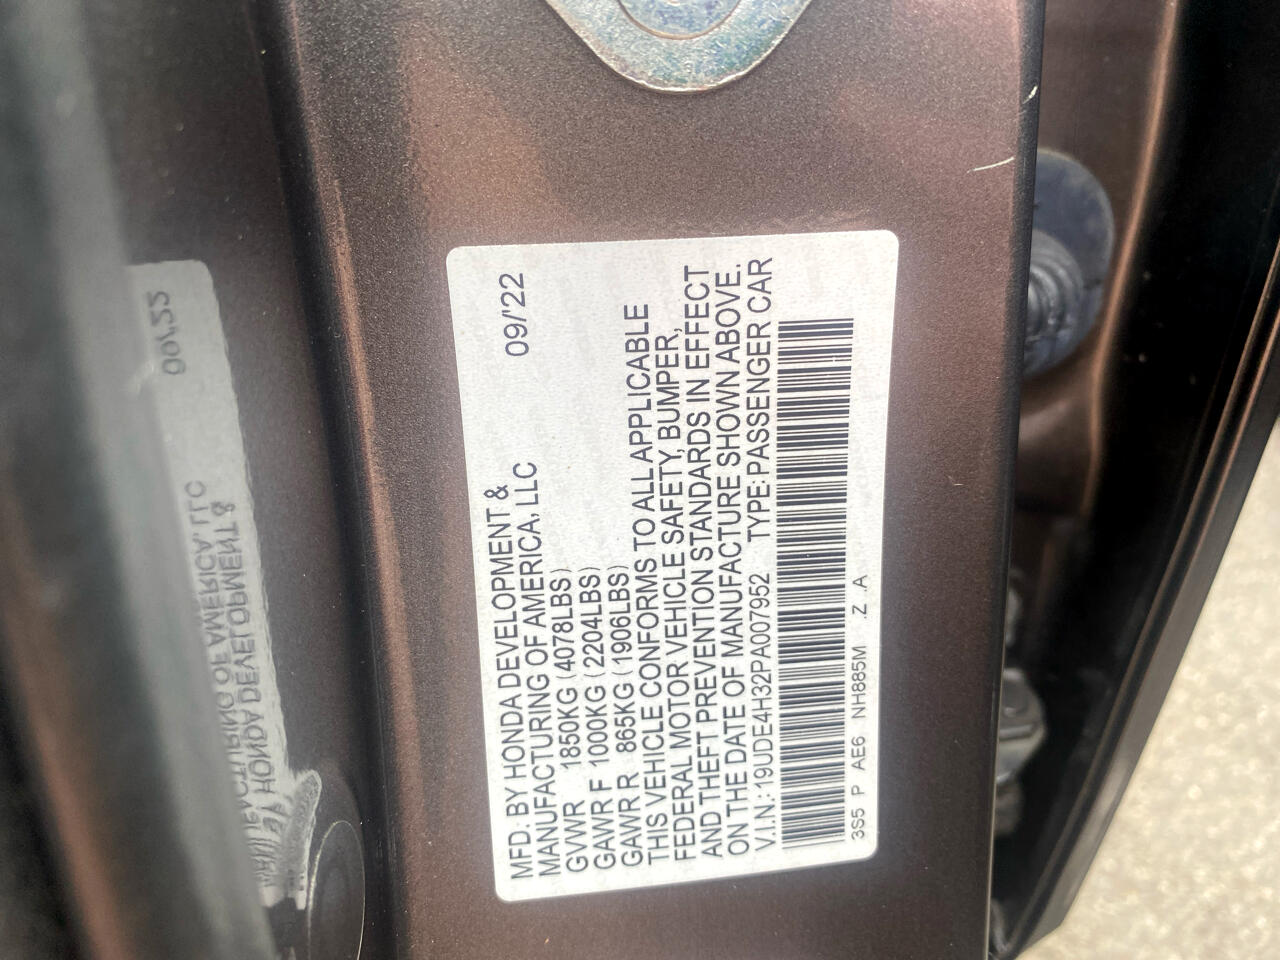 MFD. BY HONDA DEVELOPMENT &
MANUFACTURING OF AMERICA, LLC 09/'22
GVWR 1850KG (4078LBS)
GAWR F 1000KG (2204LBS)
GAWR R 865KG (1906LBS)
THIS VEHICLE CONFORMS TO ALL APPLICABLE
FEDERAL MOTOR VEHICLE SAFETY, BUMPER,
AND THEFT PREVENTION STANDARDS IN EFFECT
ON THE DATE OF MANUFACTURE SHOWN ABOVE.
V.I.N.: 19UDE4H32PA007952 TYPE: PASSENGER CAR
3S5 P AE6 NH885M .Z .A